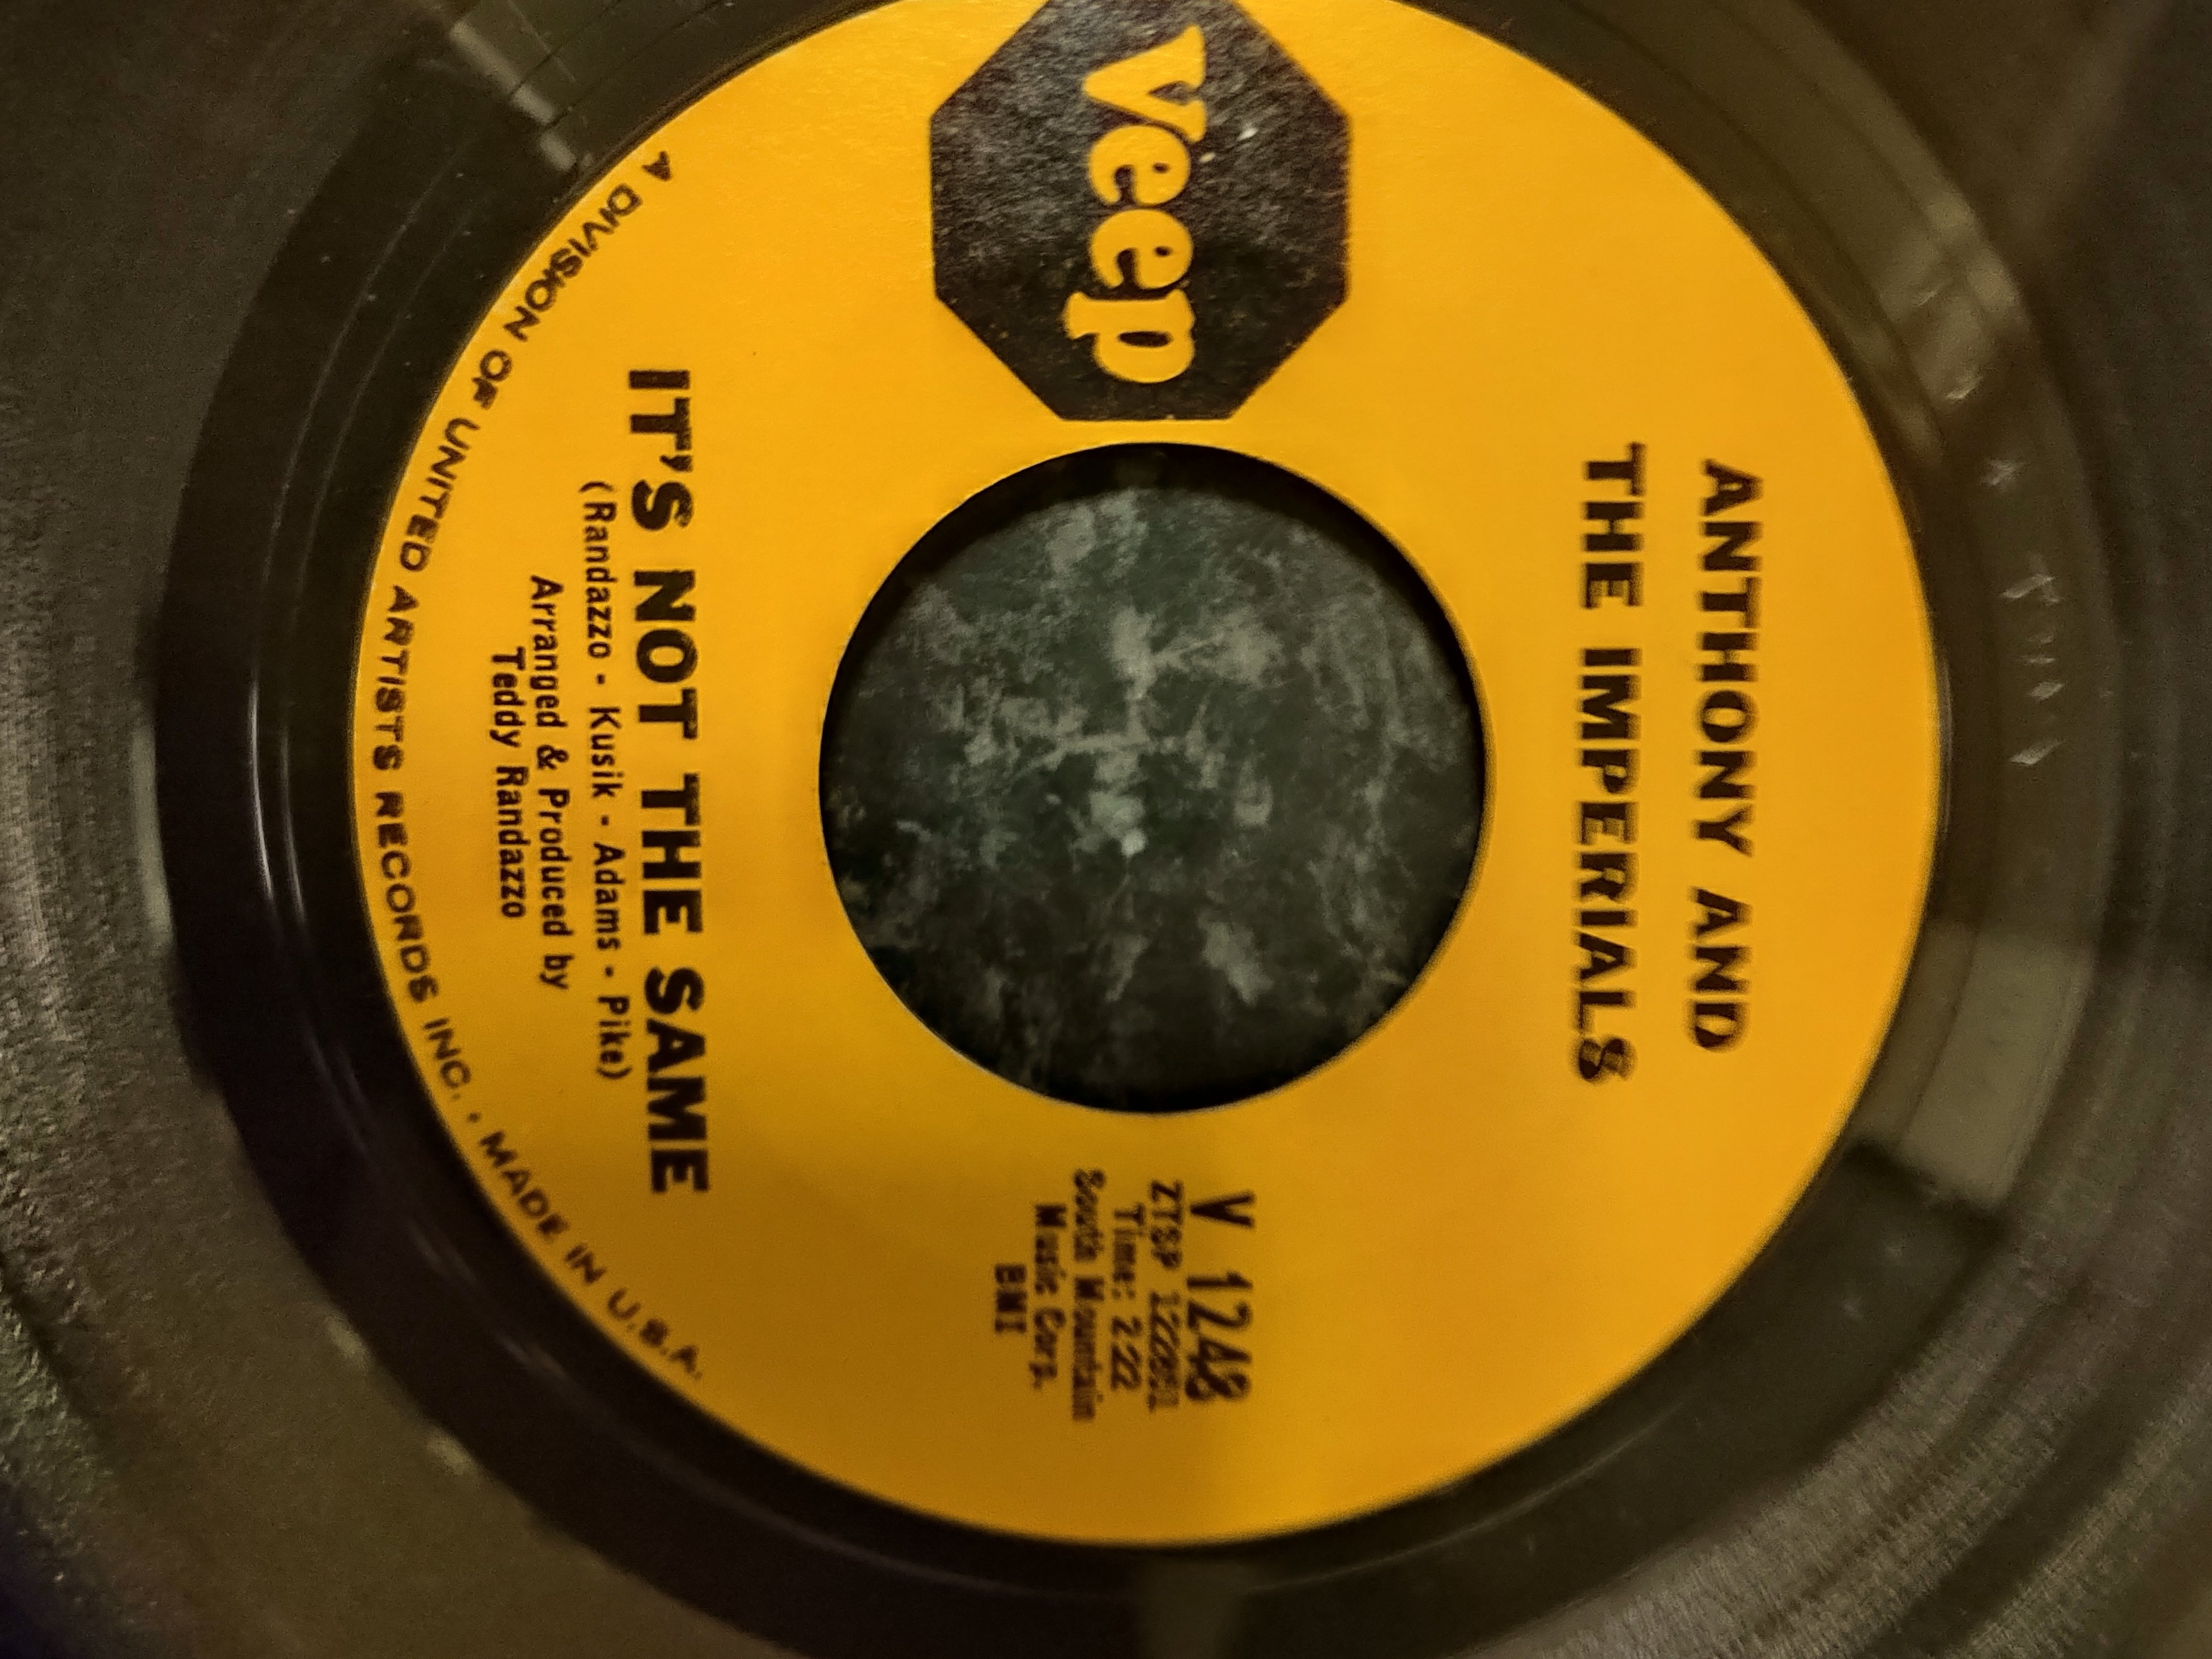 ANTHONY AND
THE IMPERIALS
Veep
V 1248
Time: 2:22
South Mountain
Music Corp.
BMI
IT'S NOT THE SAME
(Randazzo - Kusik - Adams - Pike)
Arranged & Produced by
Teddy Randazzo
A DIVISION OF UNITED ARTISTS RECORDS INC. • MADE IN U.S.A.